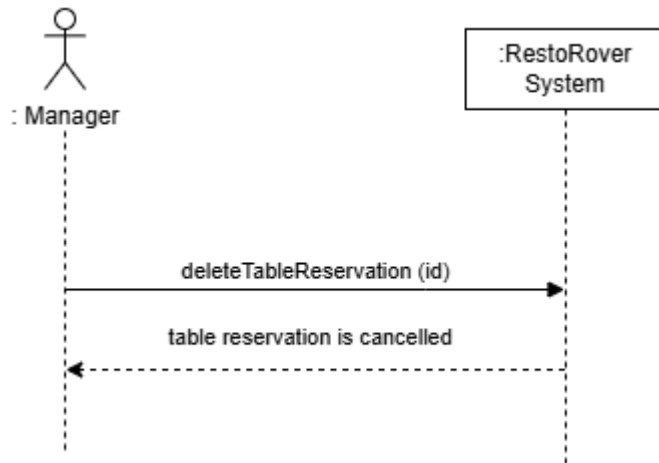 :RestoRover
System
: Manager
deleteTableReservation (id)
table reservation is cancelled